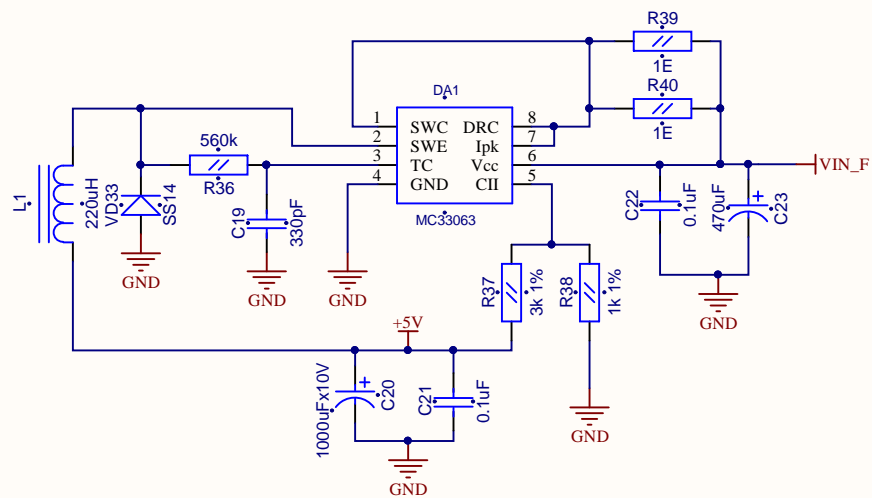 R39
1E
R40
1E
DA1
1
2
3
4
SWC
SWE
TC
GND
DRC
Ipk
Vcc
CII
8
7
6
5
MC33063
560k
R36
L1
220uH
VD33
SS14
GND
C19
330pF
GND
GND
VIN_F
C22
0.1uF
470uF
C23
GND
R37
3k 1%
R38
1k 1%
GND
+5V
1000uFx10V
C20
C21
0.1uF
GND